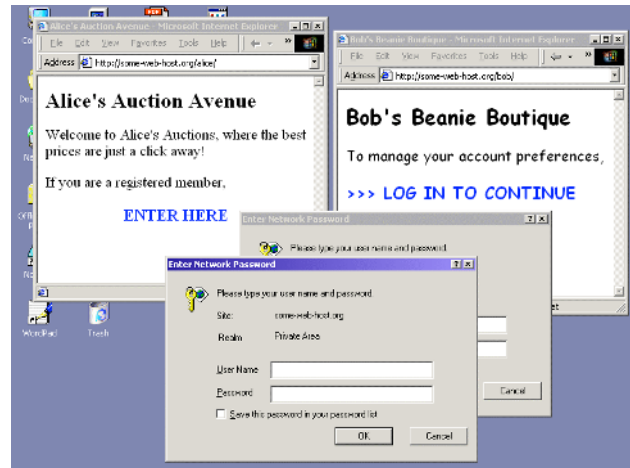 Alice's Auction Avenue - Microsoft Internet Explorer
File Edit View Favorites Tools Help
Address http://some-web-host.org/alice/
Alice's Auction Avenue
Welcome to Alice's Auctions, where the best
prices are just a click away!
If you are a registered member,
ENTER HERE
Bob's Beanie Boutique - Microsoft Internet Explorer
File Edit View Favorites Tools Help
Address http://some-web-host.org/bob/
Bob's Beanie Boutique
To manage your account preferences,
>>> LOG IN TO CONTINUE
Enter Network Password
Please type your user name and password.
Cancel
Enter Network Password
Please type your user name and password.
Site: some-web-host.org
Realm Private Area
User Name
Password
Save this password in your password list
OK Cancel
WordPad Trash